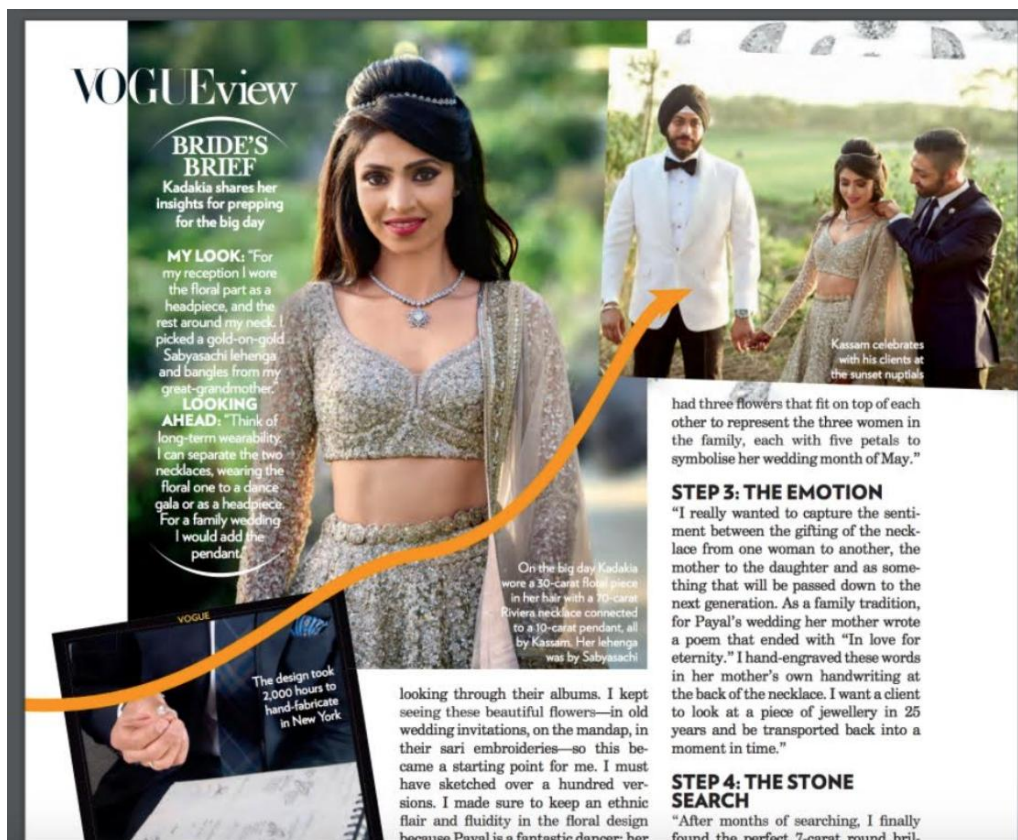 VOGUEview
BRIDE'S
BRIEF
Kadakia shares her
insights for prepping
for the big day
MY LOOK: "For
my reception I wore
the floral part as a
headpiece, and the
rest around my neck. I
picked a gold-on-gold
Sabyasachi lehenga
and bangles from my
great-grandmother."
LOOKING
AHEAD: "Think of
long-term wearability.
I can separate the two
necklaces, wearing the
floral one to a dance
gala or as a headpiece.
For a family wedding
I would add the
pendant."
On the big day Kadakia
wore a 30-carat floral piece
in her hair with a 70-carat
Riviera necklace connected
to a 10-carat pendant, all
by Kassam. Her lehenga
was by Sabyasachi
Kassam celebrates
with his clients at
the sunset nuptials
VOGUE
The design took
2,000 hours to
hand-fabricate
in New York
looking through their albums. I kept
seeing these beautiful flowers—in old
wedding invitations, on the mandap, in
their sari embroideries—so this be-
came a starting point for me. I must
have sketched over a hundred ver-
sions. I made sure to keep an ethnic
flair and fluidity in the floral design
because Payal is a fantastic dancer; her
had three flowers that fit on top of each
other to represent the three women in
the family, each with five petals to
symbolise her wedding month of May."
STEP 3: THE EMOTION
"I really wanted to capture the senti-
ment between the gifting of the neck-
lace from one woman to another, the
mother to the daughter and as some-
thing that will be passed down to the
next generation. As a family tradition,
for Payal's wedding her mother wrote
a poem that ended with "In love for
eternity." I hand-engraved these words
in her mother's own handwriting at
the back of the necklace. I want a client
to look at a piece of jewellery in 25
years and be transported back into a
moment in time."
STEP 4: THE STONE
SEARCH
"After months of searching, I finally
found the perfect 7-carat round bril-